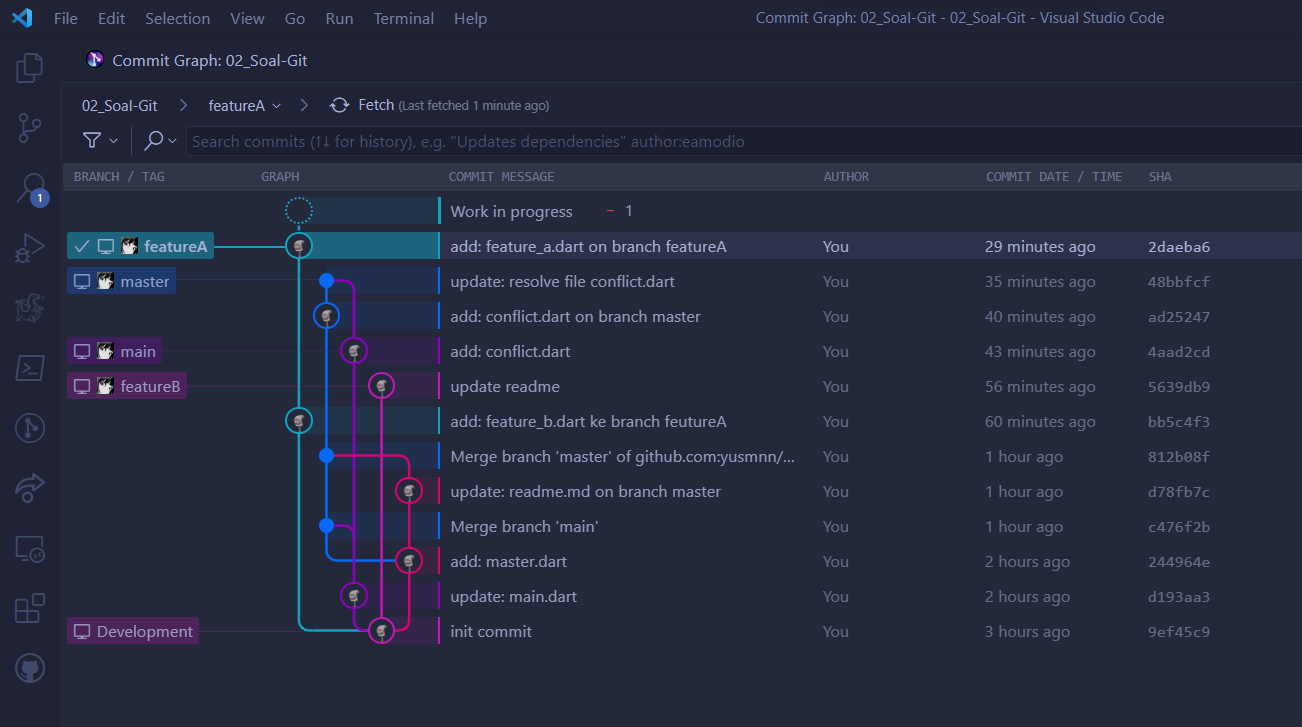 File Edit Selection View Go Run Terminal Help Commit Graph: 02_Soal-Git - 02_Soal-Git - Visual Studio Code
Commit Graph: 02_Soal-Git
02_Soal-Git featureA Fetch (Last fetched 1 minute ago)
Search commits (↑↓ for history), e.g. "Updates dependencies" author:eamodio
1
BRANCH / TAG GRAPH COMMIT MESSAGE AUTHOR COMMIT DATE / TIME SHA
Work in progress − 1
featureA add: feature_a.dart on branch featureA You 29 minutes ago 2daeba6
master update: resolve file conflict.dart You 35 minutes ago 48bbfcf
add: conflict.dart on branch master You 40 minutes ago ad25247
main add: conflict.dart You 43 minutes ago 4aad2cd
featureB update readme You 56 minutes ago 5639db9
add: feature_b.dart ke branch feutureA You 60 minutes ago bb5c4f3
Merge branch 'master' of github.com:yusmnn/... You 1 hour ago 812b08f
update: readme.md on branch master You 1 hour ago d78fb7c
Merge branch 'main' You 1 hour ago c476f2b
add: master.dart You 2 hours ago 244964e
update: main.dart You 2 hours ago d193aa3
Development init commit You 3 hours ago 9ef45c9